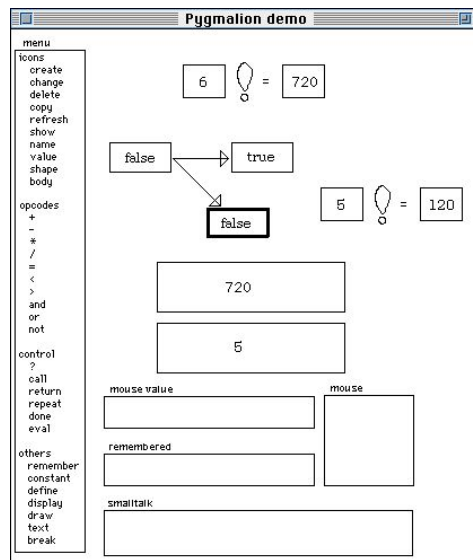 Pygmalion demo
menu
icons
create
change
delete
copy
refresh
show
name
value
shape
body
opcodes
+
-
*
/
=
<
>
and
or
not
control
?
call
return
repeat
done
eval
others
remember
constant
define
display
draw
text
break
6 ! = 720
false
true
false
5 ! = 120
720
5
mouse value
mouse
remembered
smalltalk